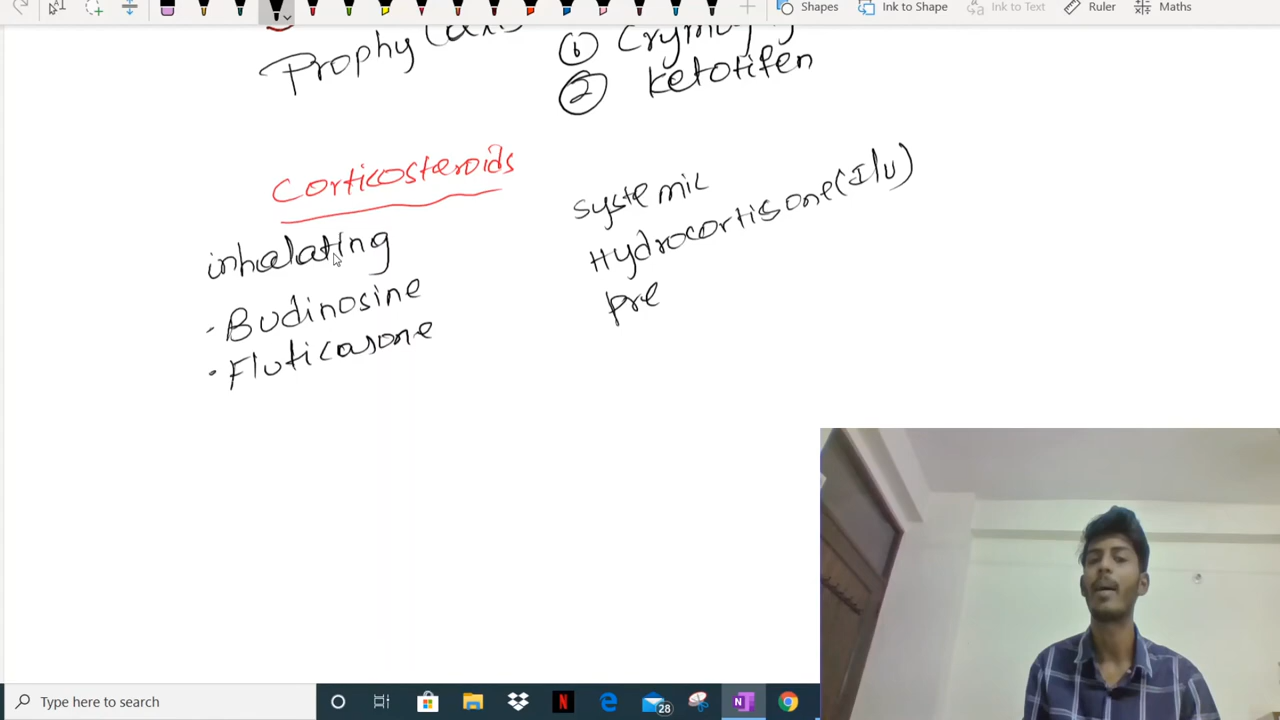 Shapes
Ink to Shape
Ink to Text
Ruler
Maths
Prophylaxis
①
② Ketotifen
Corticosteroids
inhalating
· Budinosine
· Fluticasone
systemic
Hydrocortisone (I/V)
pre
Type here to search
28